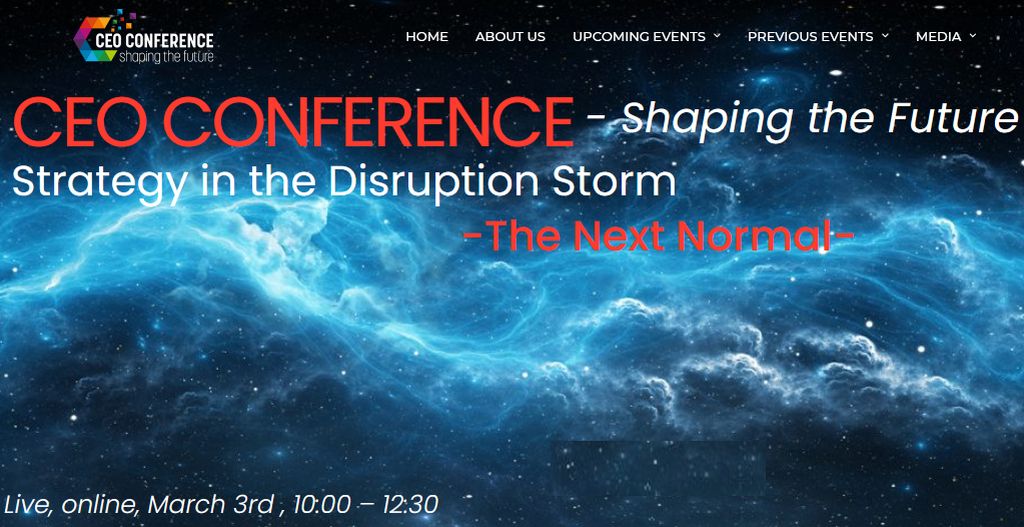 CEO CONFERENCE
shaping the future
HOME ABOUT US UPCOMING EVENTS PREVIOUS EVENTS MEDIA
CEO CONFERENCE - Shaping the Future
Strategy in the Disruption Storm
-The Next Normal-
Live, online, March 3rd , 10:00 – 12:30